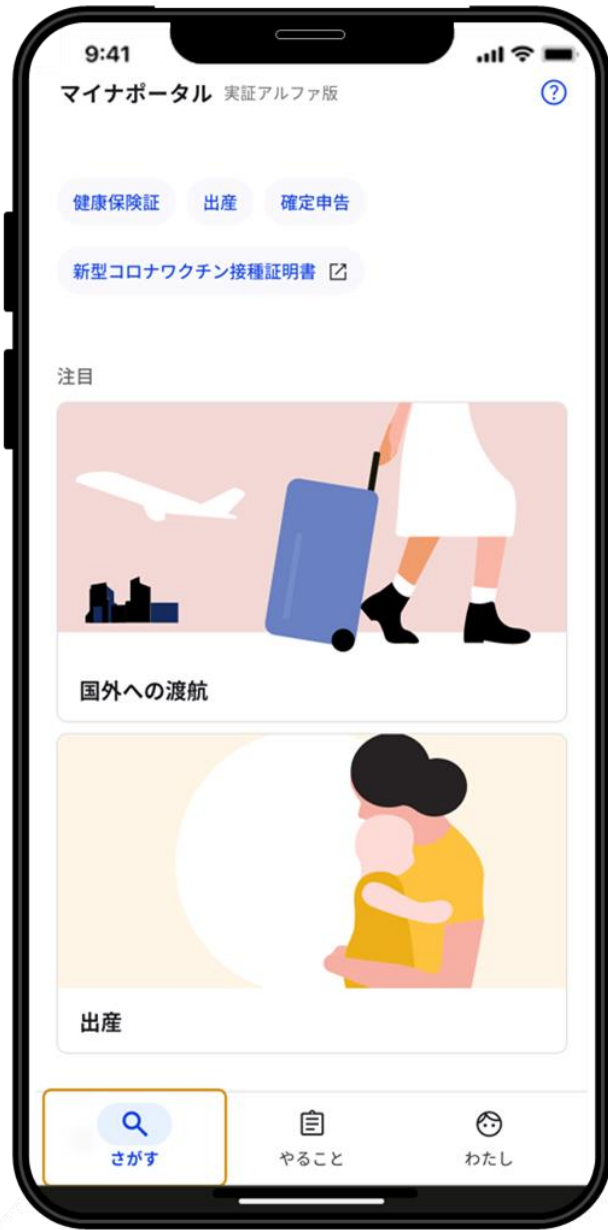 9:41
マイナポータル 実証アルファ版 ?
健康保険証 出産 確定申告
新型コロナワクチン接種証明書
注目
国外への渡航
出産
さがす やること わたし